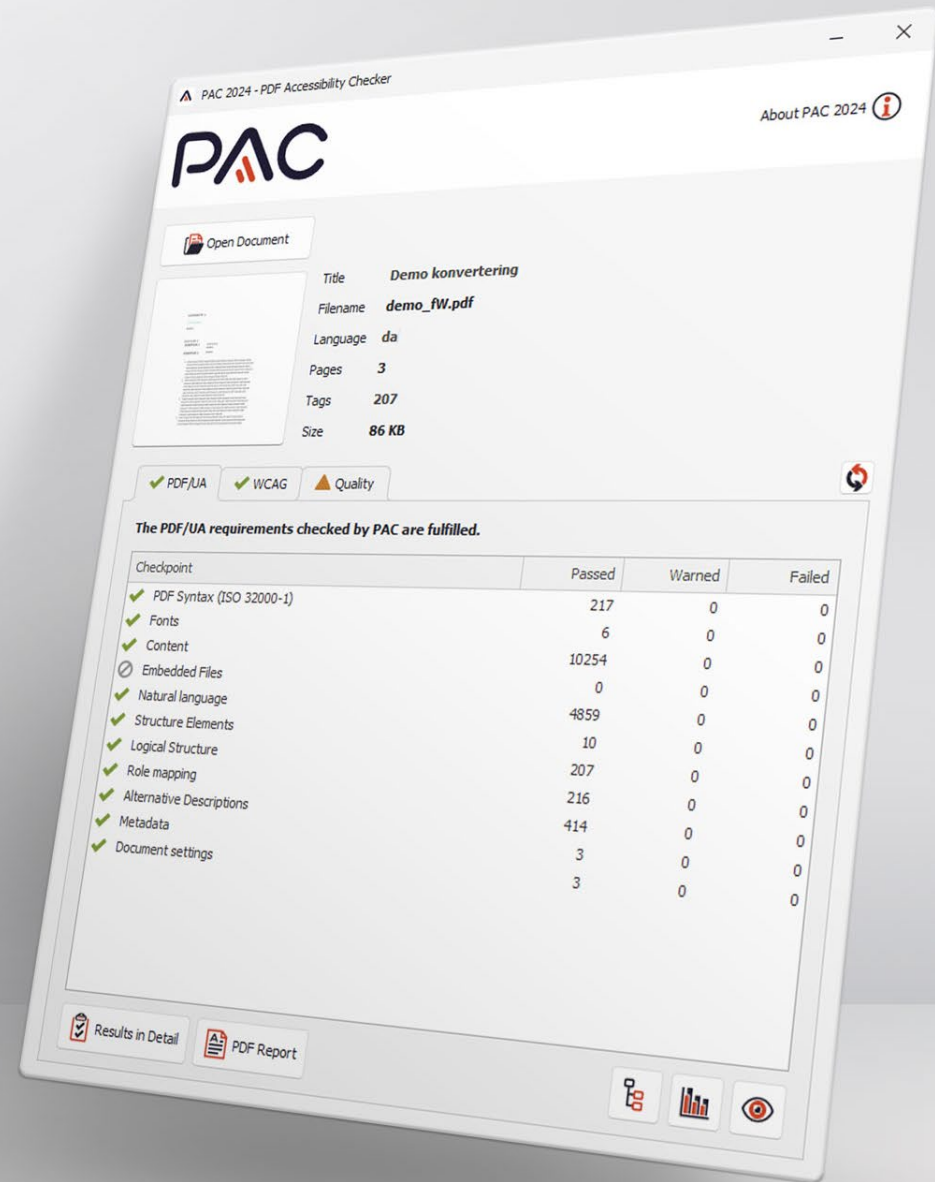 PAC 2024 - PDF Accessibility Checker
PAC
About PAC 2024
Open Document
Title Demo konvertering
Filename demo_fW.pdf
Language da
Pages 3
Tags 207
Size 86 KB
PDF/UA WCAG Quality
The PDF/UA requirements checked by PAC are fulfilled.
Checkpoint Passed Warned Failed
PDF Syntax (ISO 32000-1) 217 0 0
Fonts 6 0 0
Content 10254 0 0
Embedded Files 0 0 0
Natural language 4859 0 0
Structure Elements 10 0 0
Logical Structure 207 0 0
Role mapping 216 0 0
Alternative Descriptions 414 0 0
Metadata 3 0 0
Document settings 3 0 0
Results in Detail
PDF Report